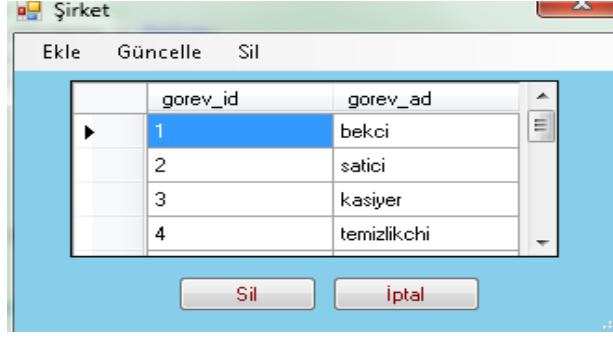 Şirket
Ekle Güncelle Sil
gorev_id gorev_ad
1 bekci
2 satici
3 kasiyer
4 temizlikchi
Sil İptal